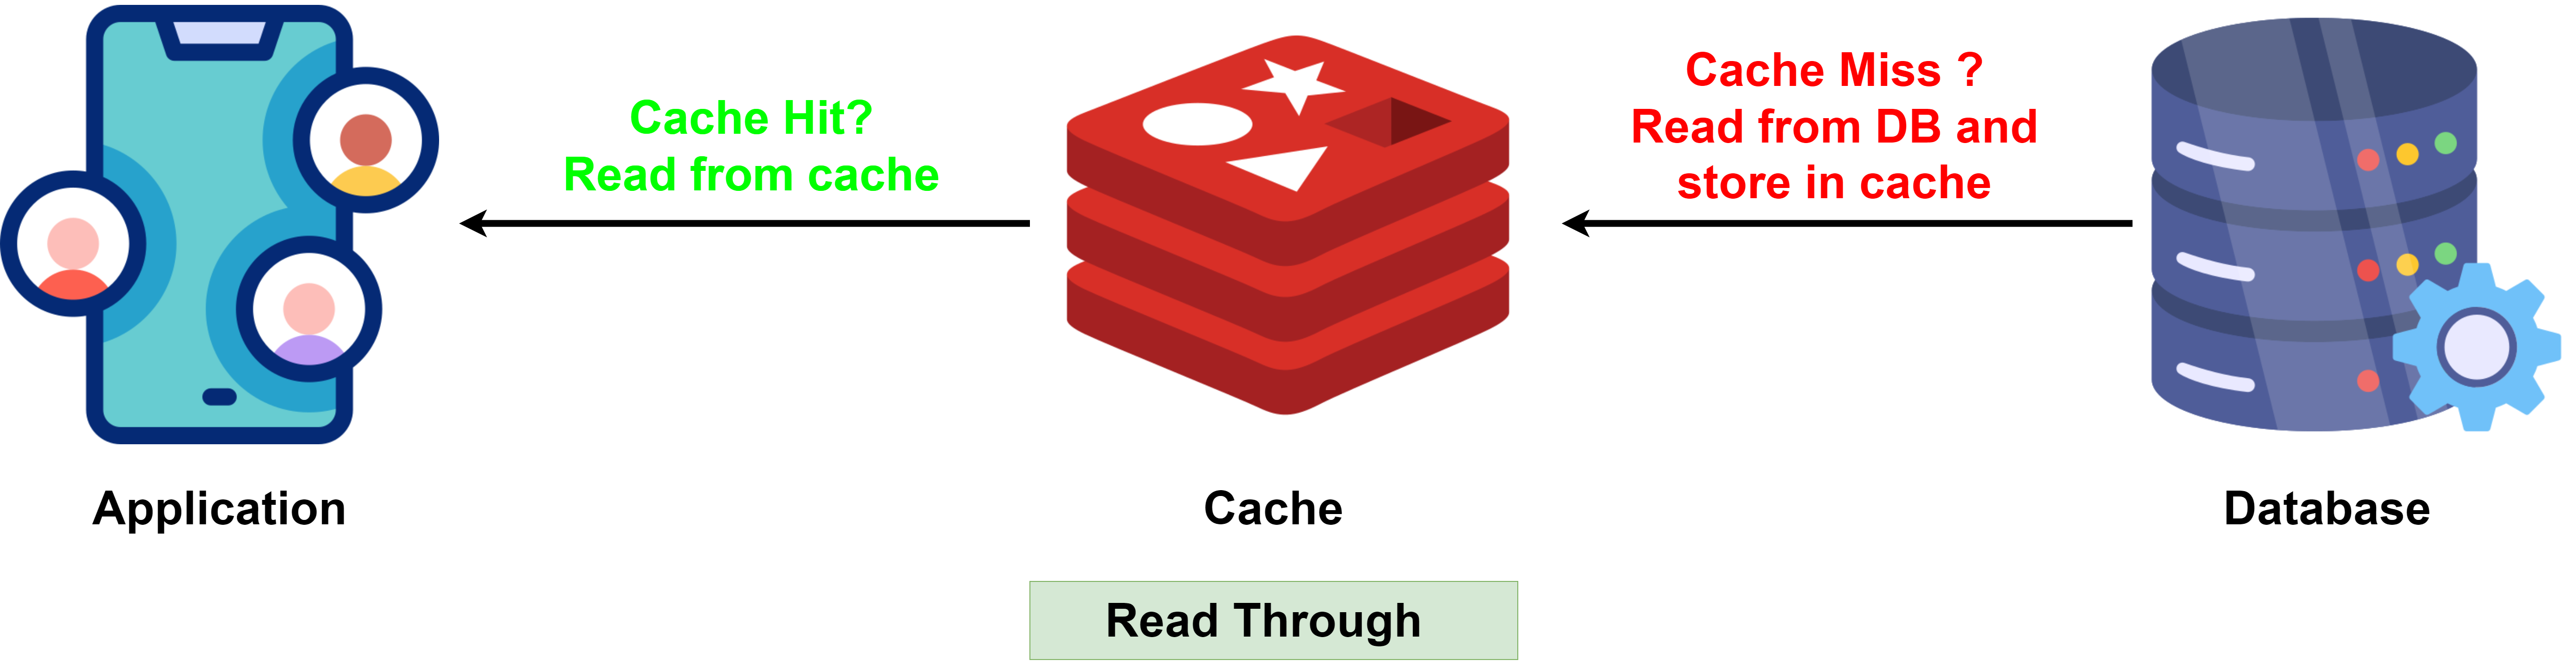 Cache Hit?
Read from cache
Cache Miss ?
Read from DB and
store in cache
Application
Cache
Database
Read Through